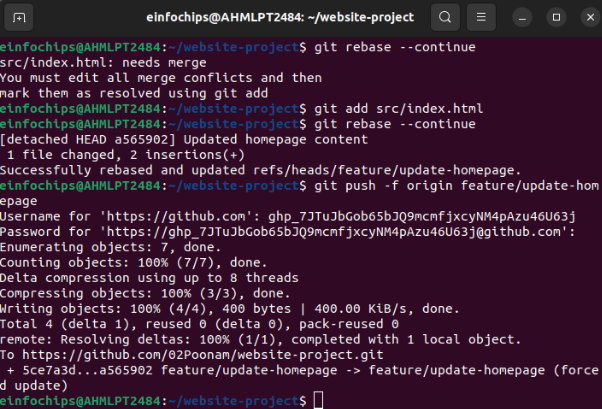 einfochips@AHMLPT2484: ~/website-project
einfochips@AHMLPT2484:~/website-project$ git rebase --continue
src/index.html: needs merge
You must edit all merge conflicts and then
mark them as resolved using git add
einfochips@AHMLPT2484:~/website-project$ git add src/index.html
einfochips@AHMLPT2484:~/website-project$ git rebase --continue
[detached HEAD a565902] Updated homepage content
 1 file changed, 2 insertions(+)
Successfully rebased and updated refs/heads/feature/update-homepage.
einfochips@AHMLPT2484:~/website-project$ git push -f origin feature/update-hom
epage
Username for 'https://github.com': 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
Password for 'https://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@github.com':
Enumerating objects: 7, done.
Counting objects: 100% (7/7), done.
Delta compression using up to 8 threads
Compressing objects: 100% (3/3), done.
Writing objects: 100% (4/4), 400 bytes | 400.00 KiB/s, done.
Total 4 (delta 1), reused 0 (delta 0), pack-reused 0
remote: Resolving deltas: 100% (1/1), completed with 1 local object.
To https://github.com/02Poonam/website-project.git
 + 5ce7a3d...a565902 feature/update-homepage -> feature/update-homepage (force
d update)
einfochips@AHMLPT2484:~/website-project$